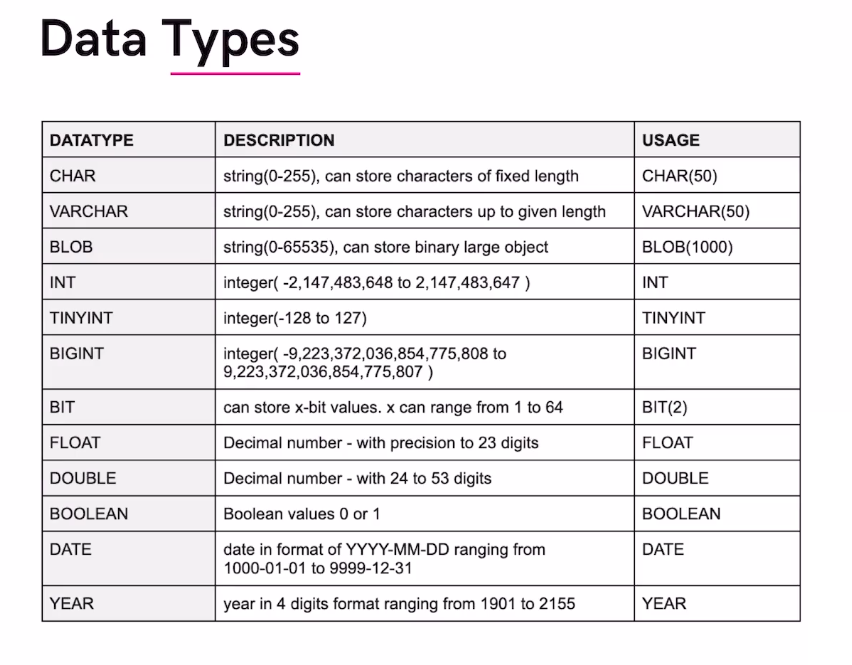 Data Types
DATATYPE DESCRIPTION USAGE
CHAR string(0-255), can store characters of fixed length CHAR(50)
VARCHAR string(0-255), can store characters up to given length VARCHAR(50)
BLOB string(0-65535), can store binary large object BLOB(1000)
INT integer( -2,147,483,648 to 2,147,483,647 ) INT
TINYINT integer(-128 to 127) TINYINT
BIGINT integer( -9,223,372,036,854,775,808 to BIGINT
9,223,372,036,854,775,807 )
BIT can store x-bit values. x can range from 1 to 64 BIT(2)
FLOAT Decimal number - with precision to 23 digits FLOAT
DOUBLE Decimal number - with 24 to 53 digits DOUBLE
BOOLEAN Boolean values 0 or 1 BOOLEAN
DATE date in format of YYYY-MM-DD ranging from DATE
1000-01-01 to 9999-12-31
YEAR year in 4 digits format ranging from 1901 to 2155 YEAR